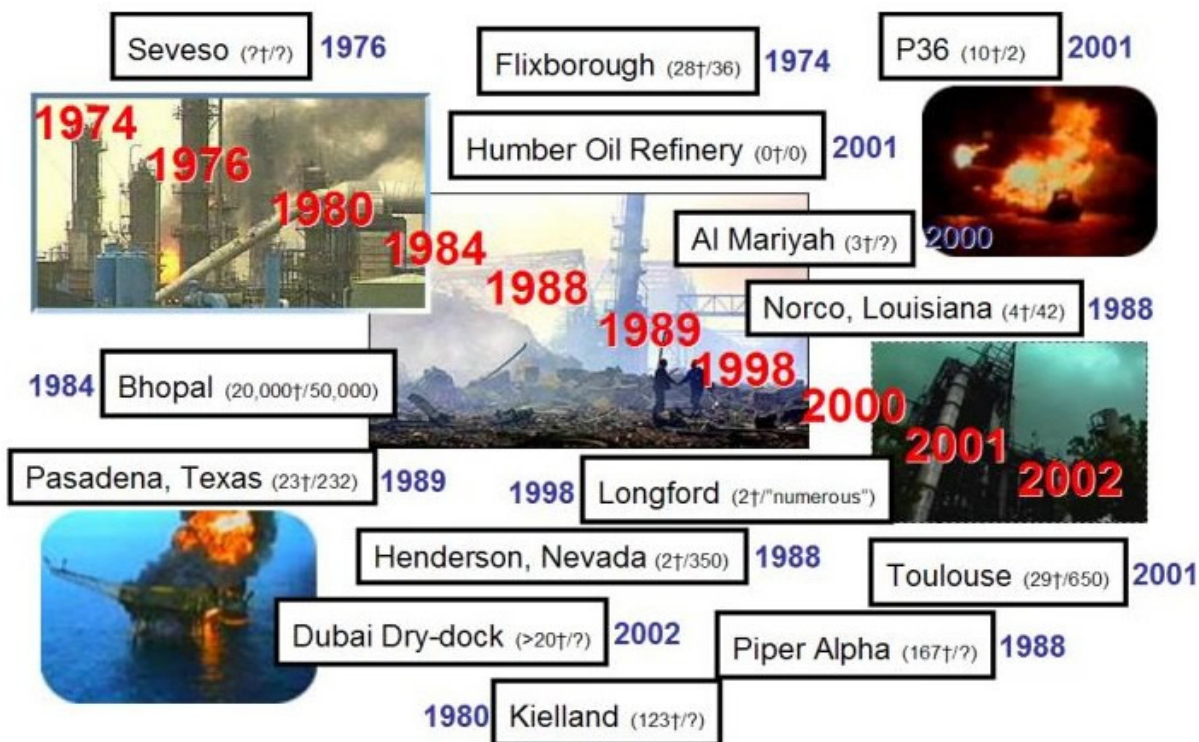 Seveso (?†/?) 1976
Flixborough (28†/36) 1974
P36 (10†/2) 2001
1974
1976
1980
1984
1988
1989
1998
2000
2001
2002
Humber Oil Refinery (0†/0) 2001
Al Mariyah (3†/?) 2000
Norco, Louisiana (4†/42) 1988
1984 Bhopal (20,000†/50,000)
Pasadena, Texas (23†/232) 1989
1998 Longford (2†/"numerous")
Henderson, Nevada (2†/350) 1988
Toulouse (29†/650) 2001
Dubai Dry-dock (>20†/?) 2002
Piper Alpha (167†/?) 1988
1980 Kielland (123†/?)